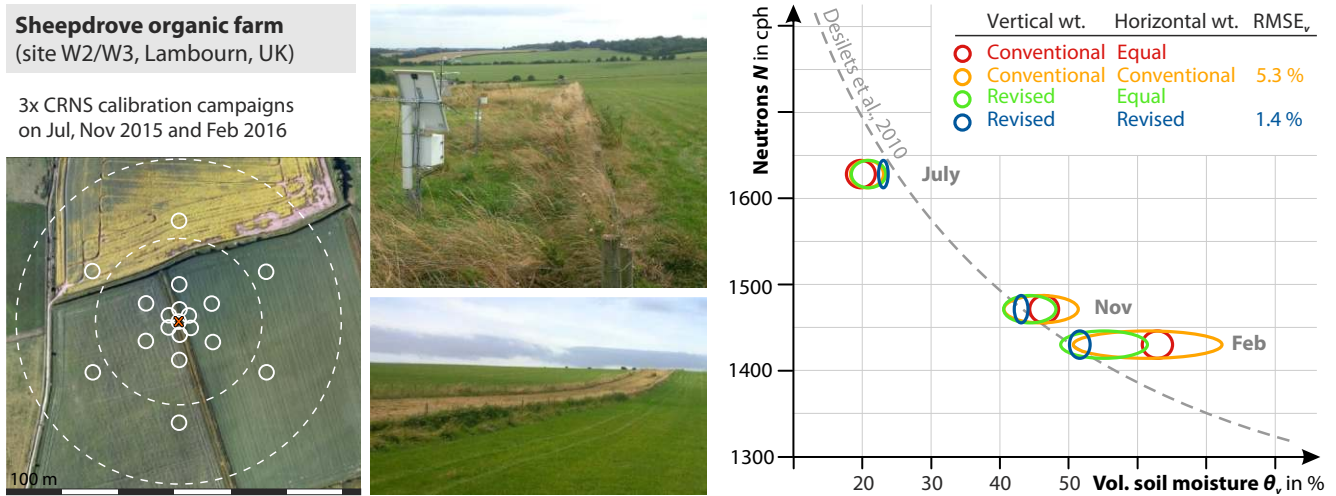 Sheepdrove organic farm
(site W2/W3, Lambourn, UK)
3x CRNS calibration campaigns
on Jul, Nov 2015 and Feb 2016
100 m
Neutrons N in cph
1600
1500
1400
1300
Desilets et al., 2010
Vertical wt. Horizontal wt. RMSEᵥ
Conventional Equal
Conventional Conventional 5.3 %
Revised Equal
Revised Revised 1.4 %
July
Nov
Feb
20 30 40 50 Vol. soil moisture θᵥ in %